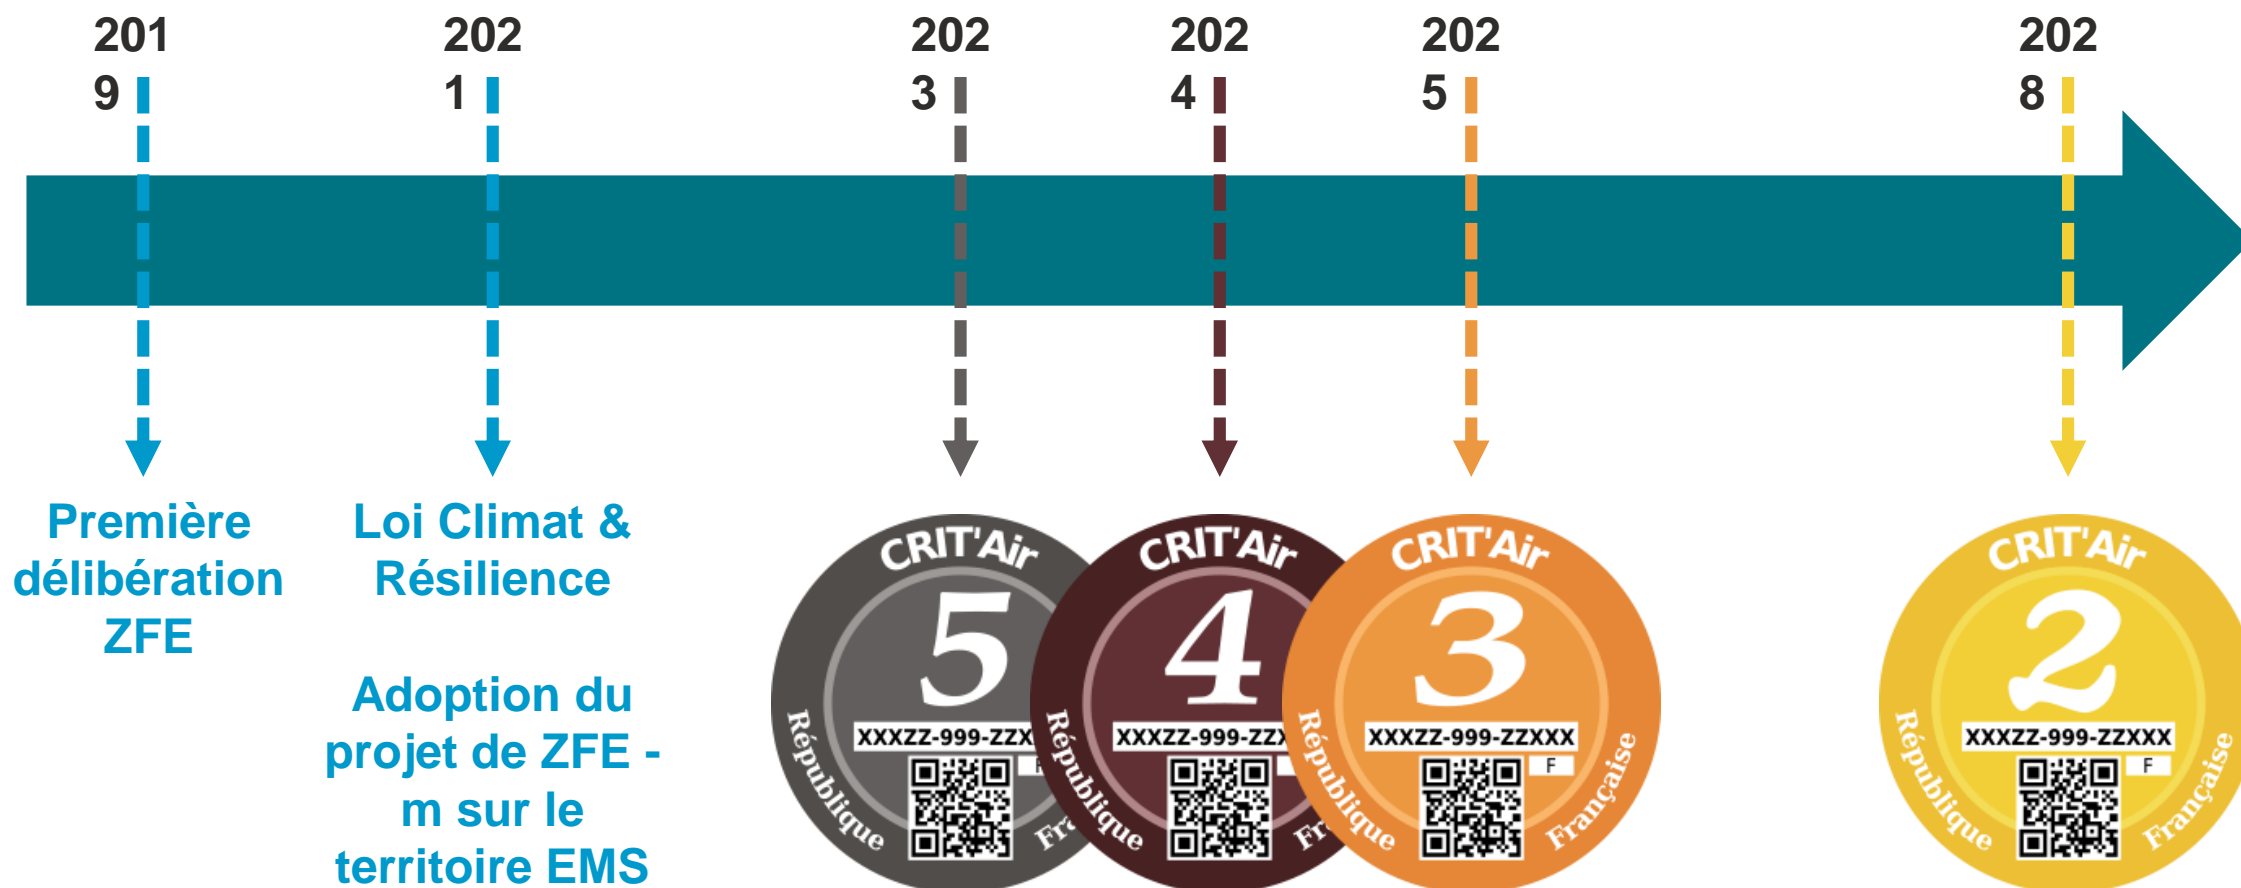 201
9
202
1
202
3
202
4
202
5
202
8
Première
délibération
ZFE
Loi Climat &
Résilience
Adoption du
projet de ZFE -
m sur le
territoire EMS
CRIT'Air
5
XXXZZ-999-ZZX
République
CRIT'Air
4
XXXZZ-999-ZZ
République
CRIT'Air
3
XXXZZ-999-ZZXXX
F
République
Française
CRIT'Air
2
XXXZZ-999-ZZXXX
F
République
Française